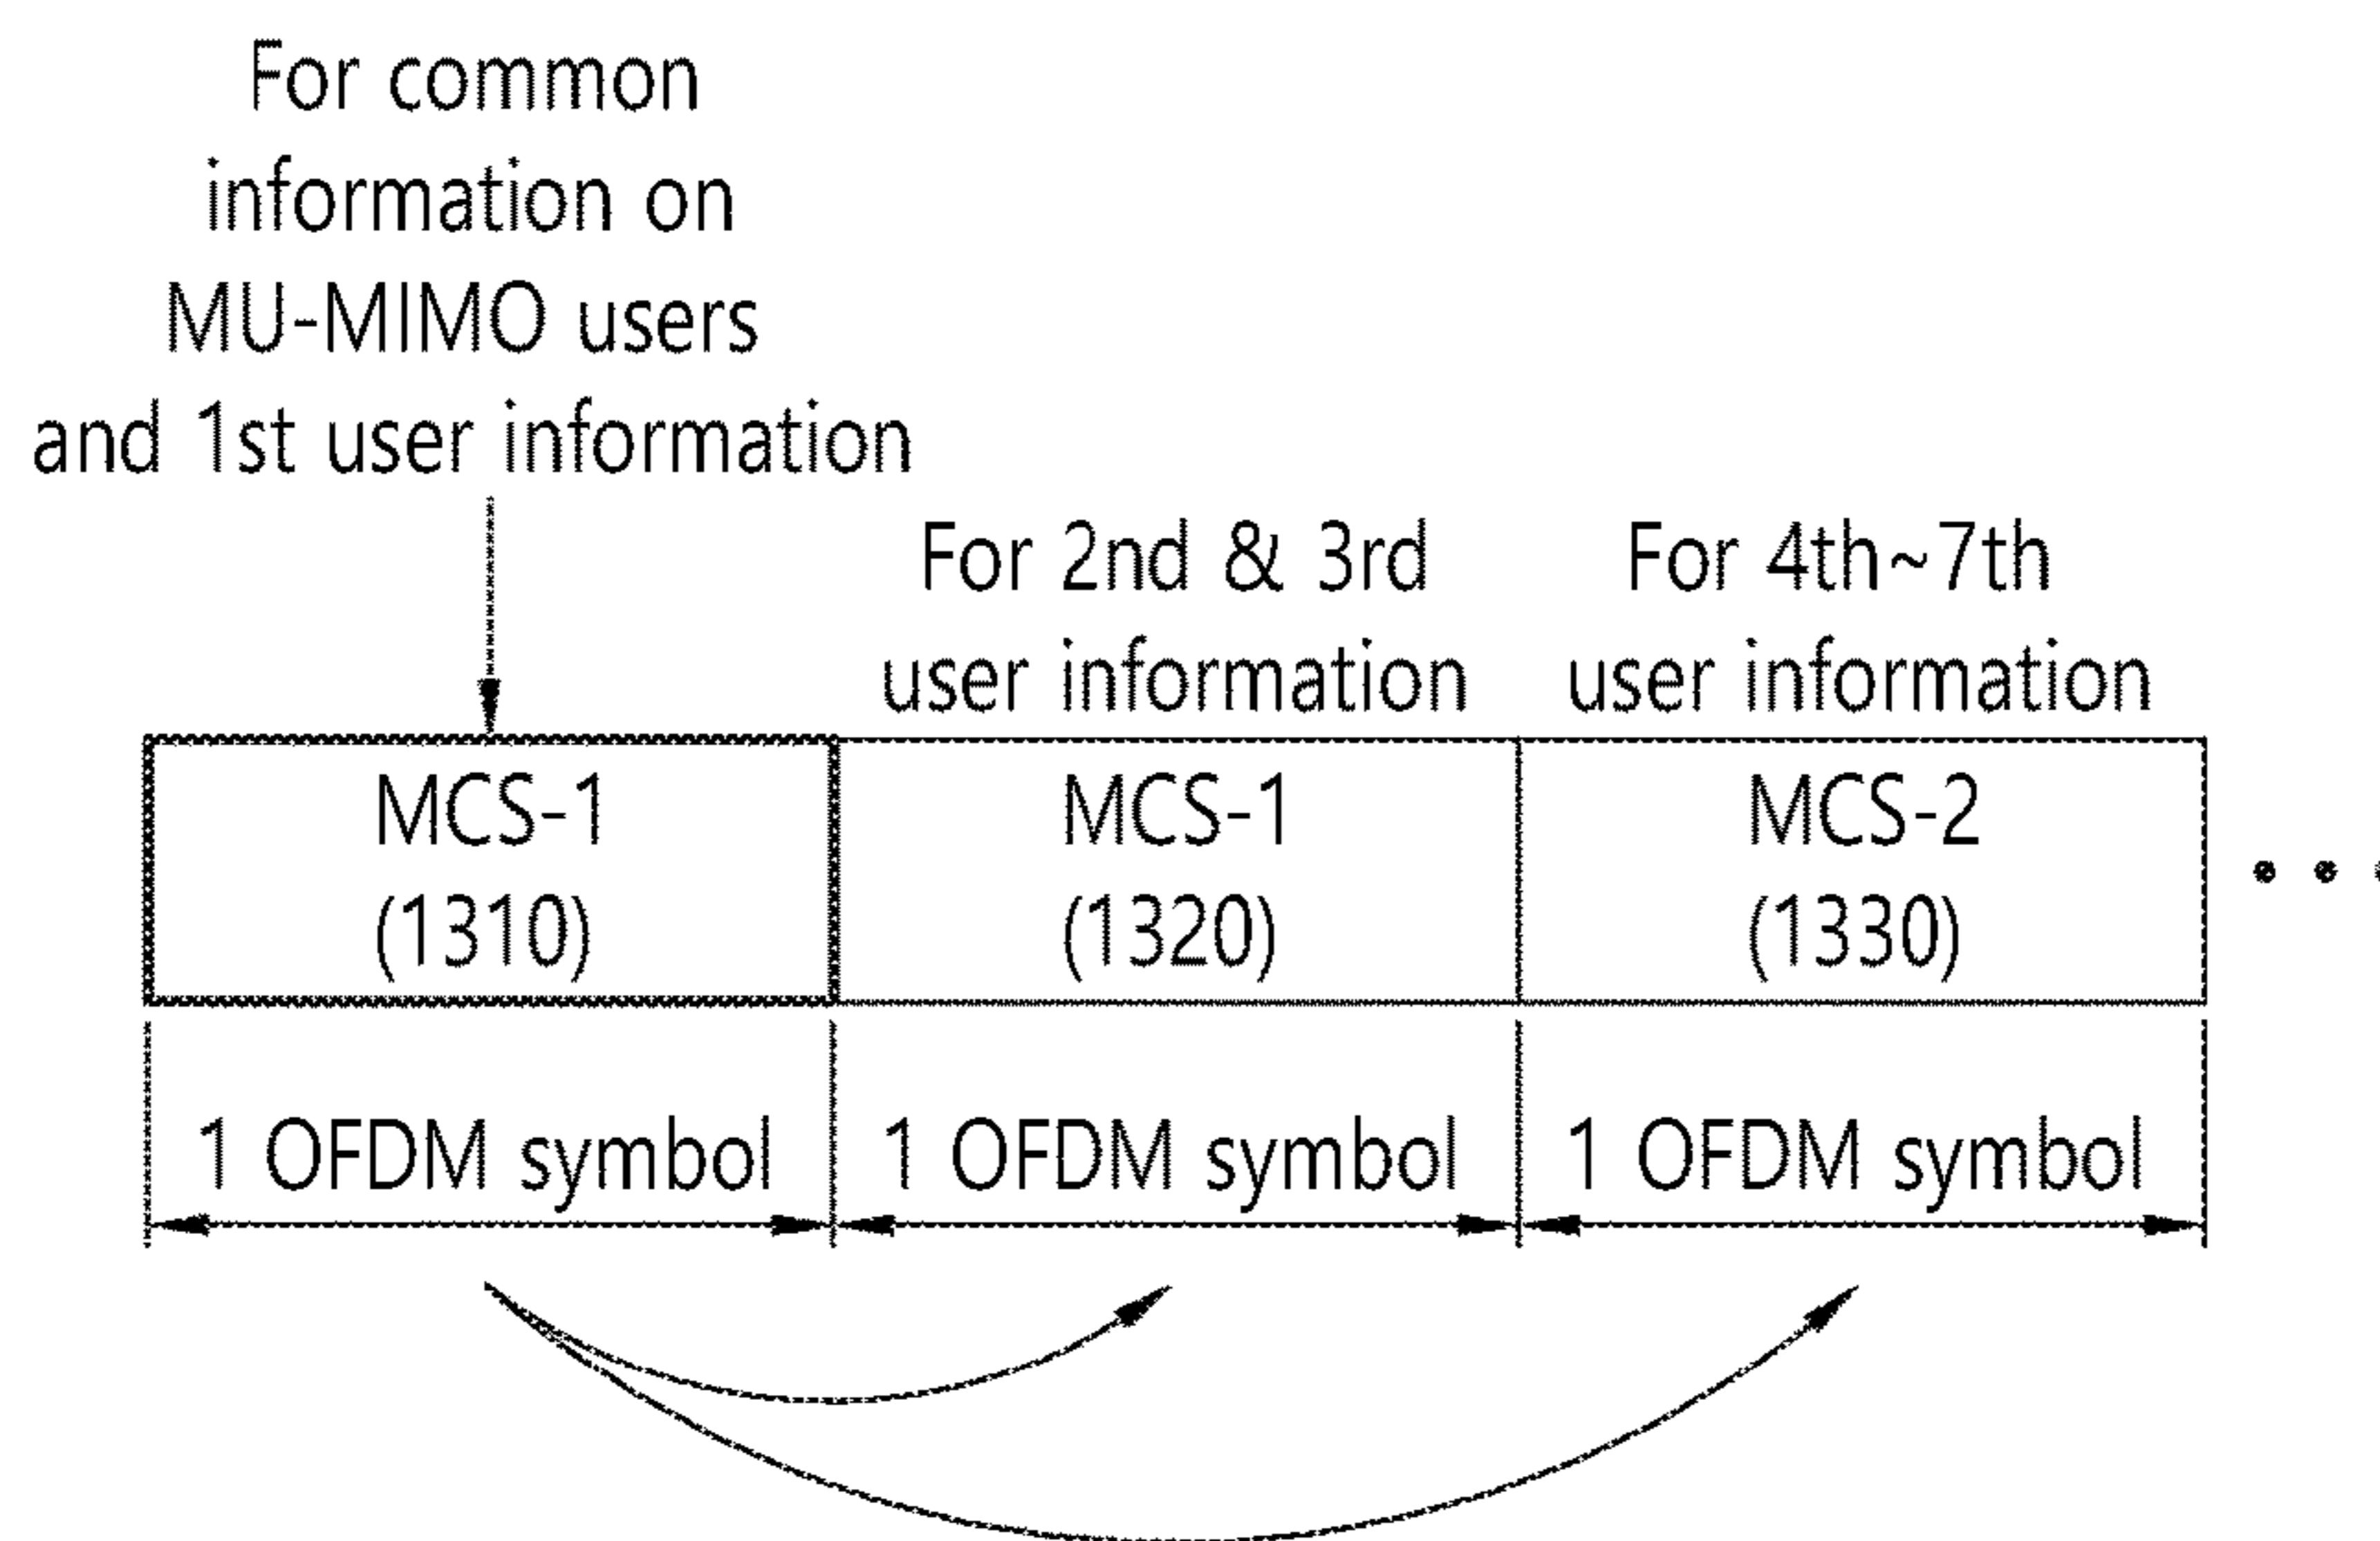 For common
information on
MU-MIMO users
and 1st user information
For 2nd & 3rd
user information
For 4th~7th
user information
MCS-1
(1310)
MCS-1
(1320)
MCS-2
(1330)
1 OFDM symbol
1 OFDM symbol
1 OFDM symbol